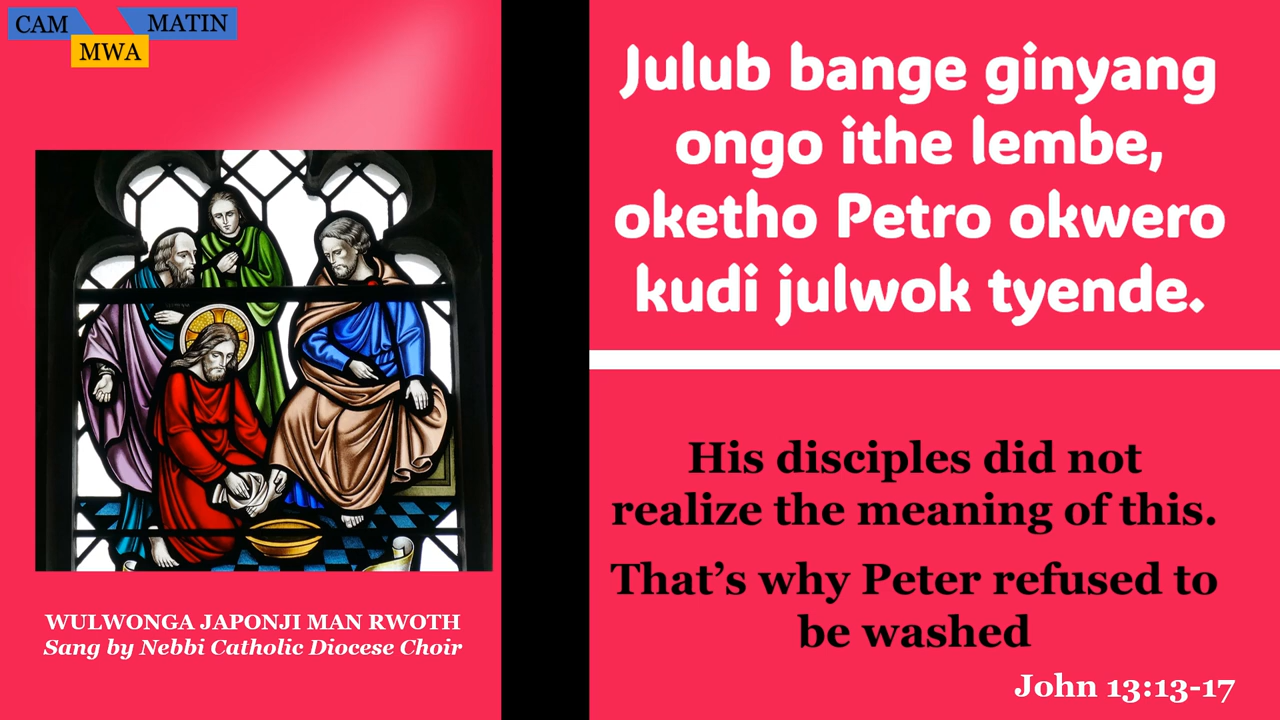 CAM MATIN
MWA
WULWONGA JAPONJI MAN RWOTH
Sang by Nebbi Catholic Diocese Choir
Julub bange ginyang
ongo ithe lembe,
oketho Petro okwero
kudi julwok tyende.
His disciples did not
realize the meaning of this.
That’s why Peter refused to
be washed
John 13:13-17